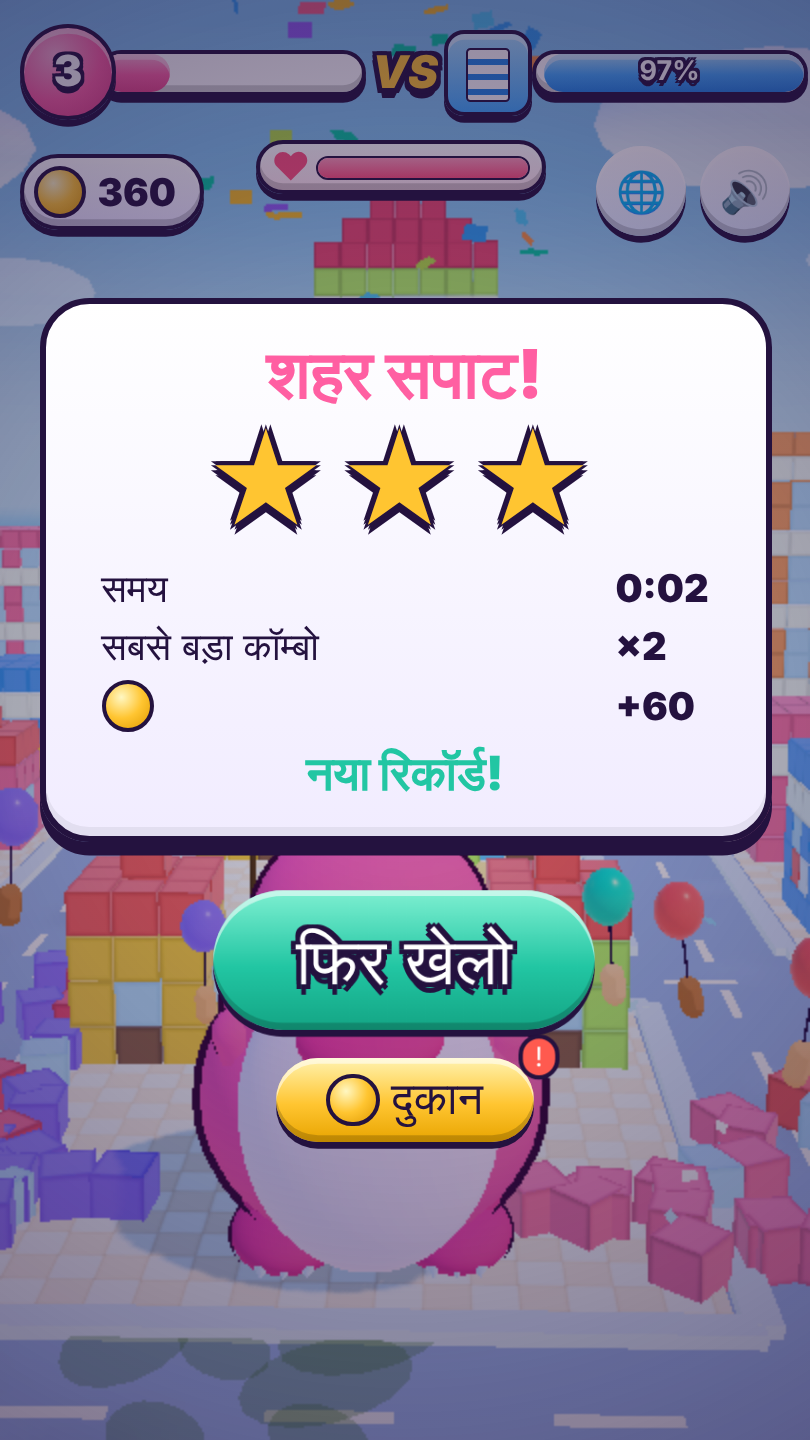 3
VS
97%
360
शहर सपाट!
समय 0:02
सबसे बड़ा कॉम्बो ×2
+60
नया रिकॉर्ड!
फिर खेलो
!
दुकान